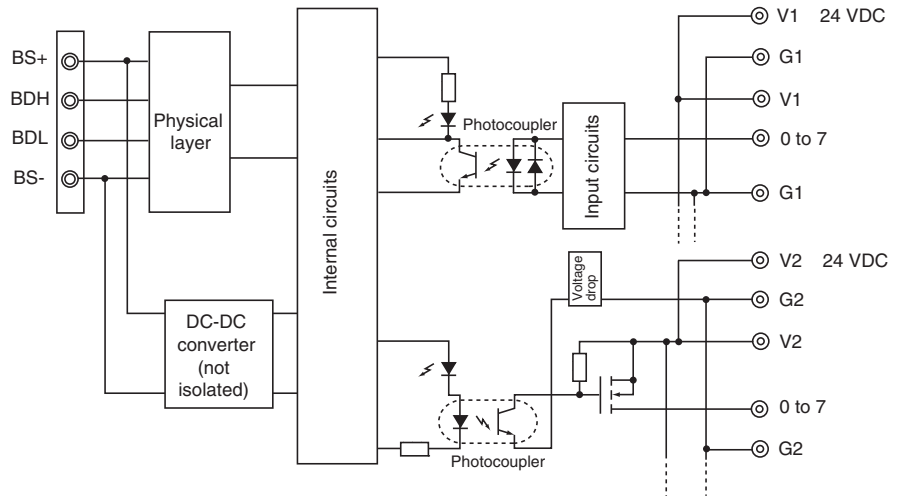 BS+
BDH
BDL
BS-
Physical
layer
DC-DC
converter
(not
isolated)
Internal circuits
Photocoupler
Input circuits
V1 24 VDC
G1
V1
0 to 7
G1
Voltage
drop
V2 24 VDC
G2
V2
0 to 7
G2
Photocoupler